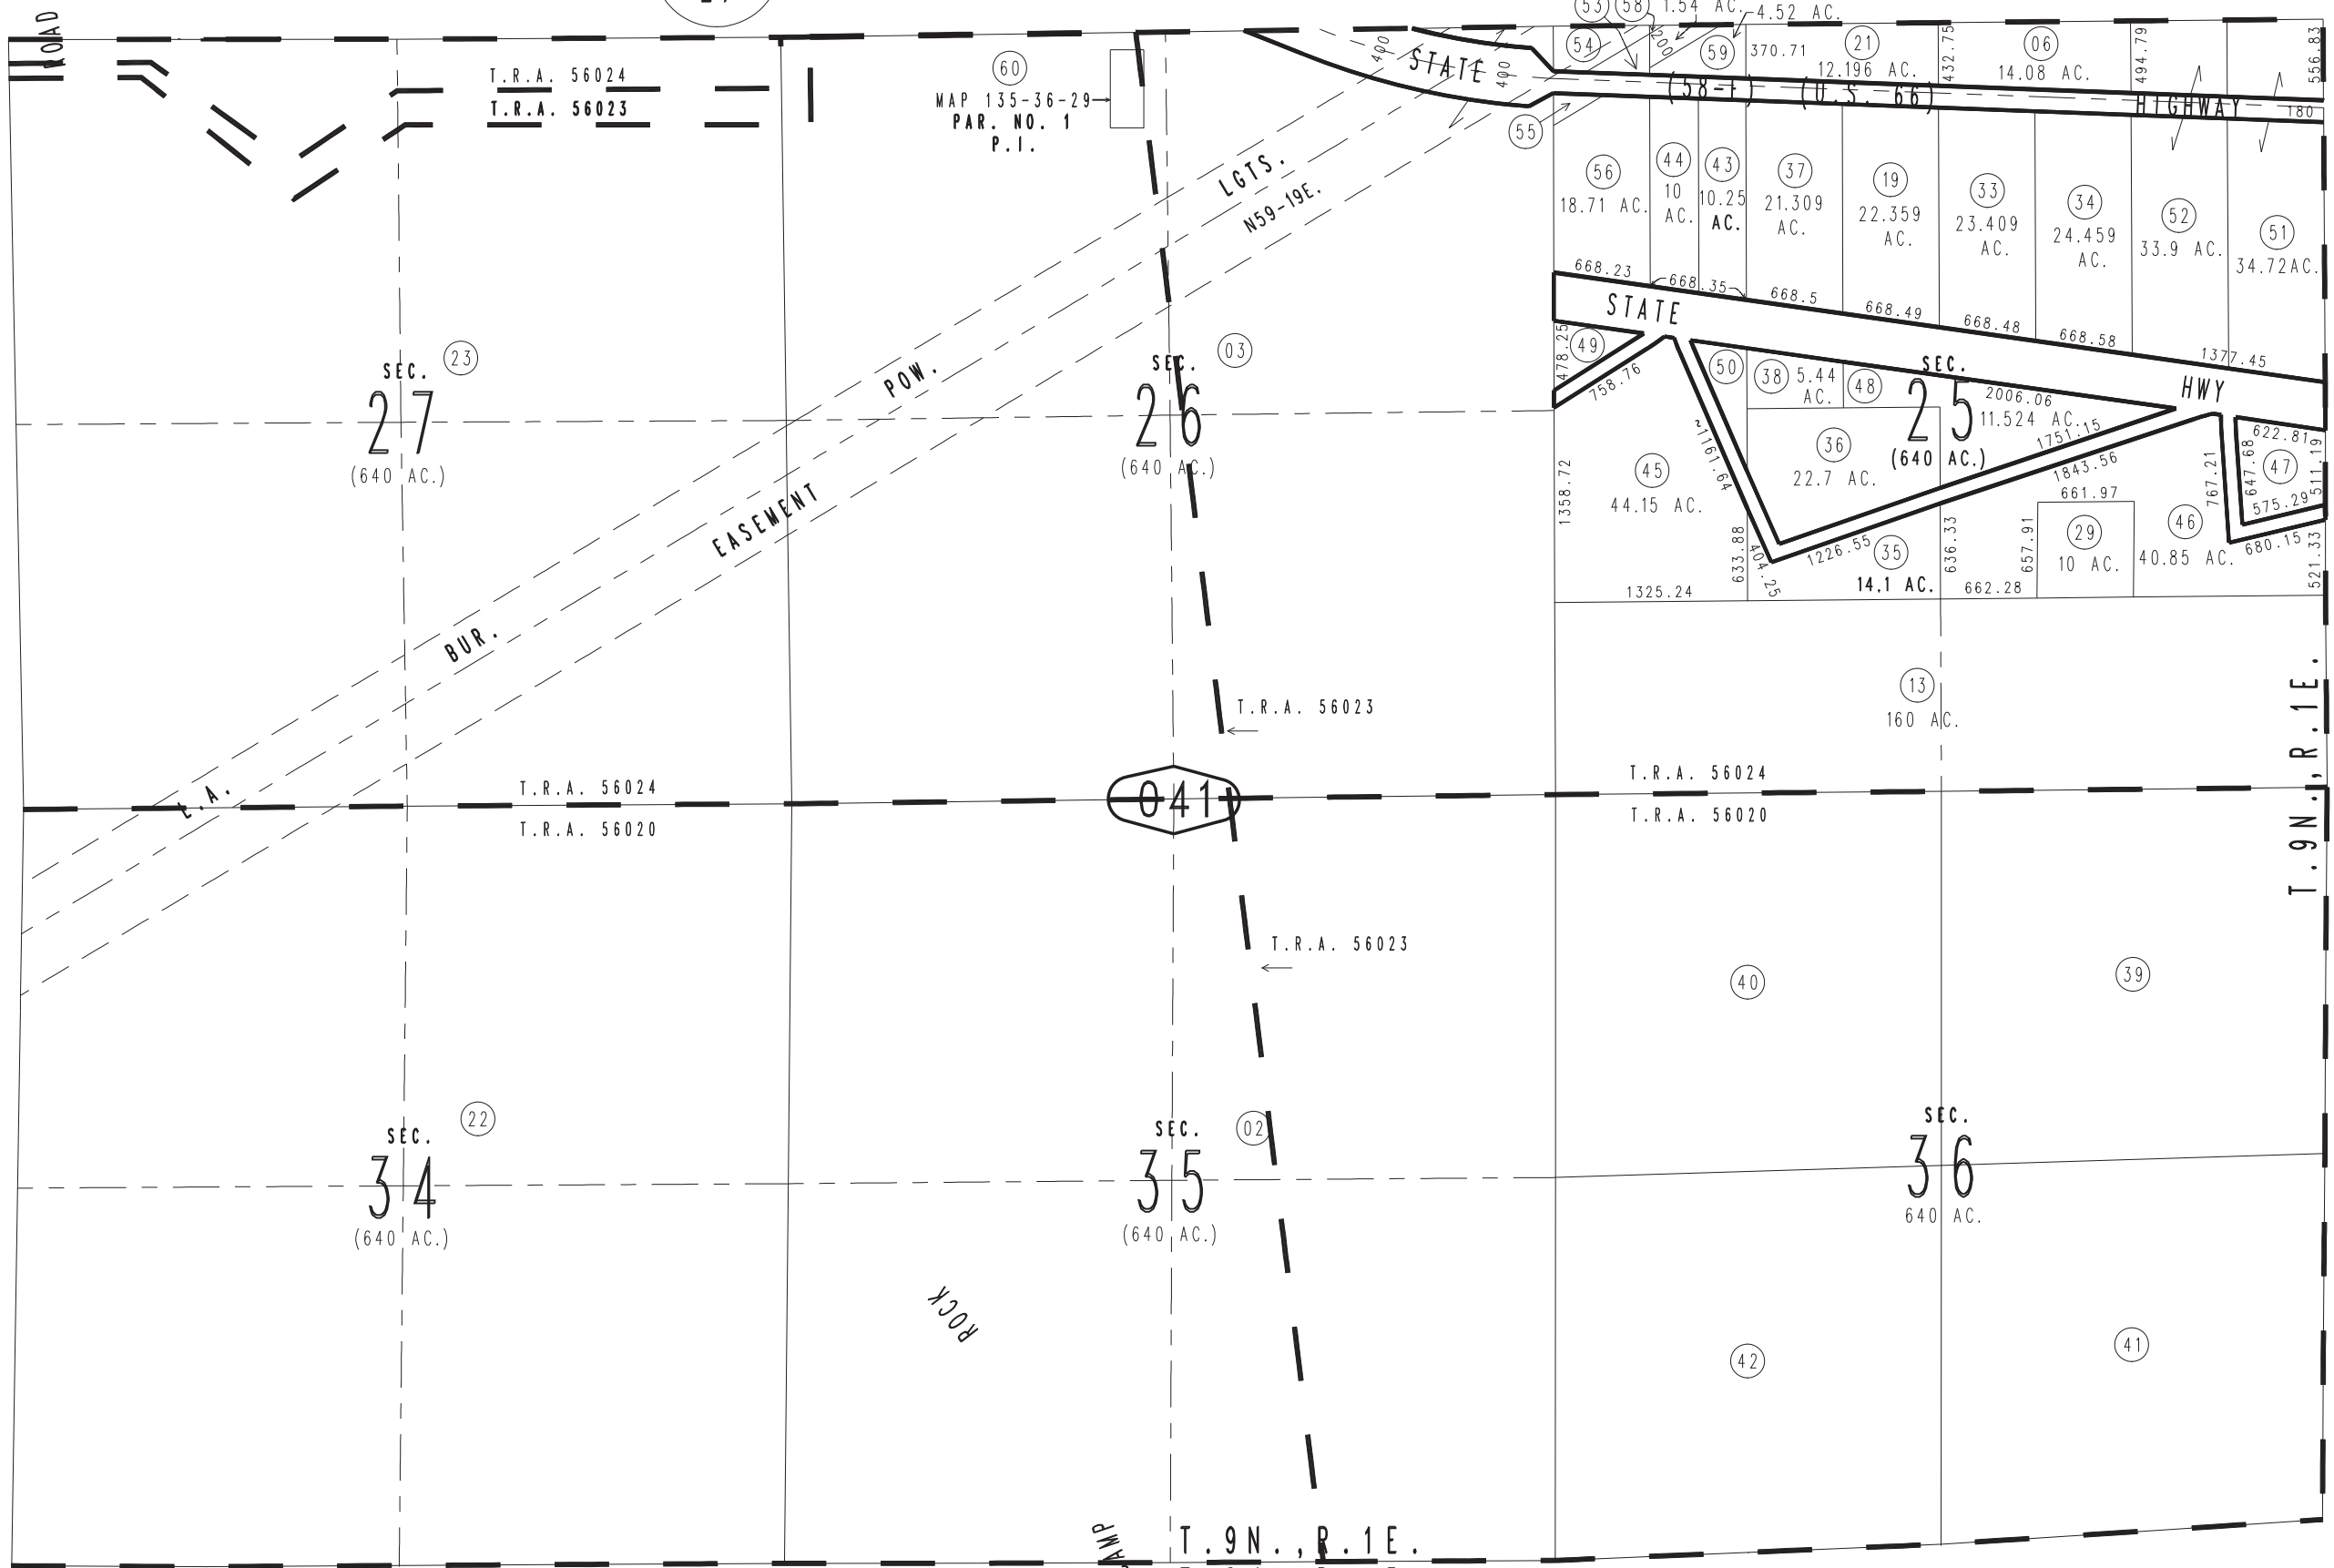 ROAD
T.R.A. 56024
T.R.A. 56023
60
MAP 135-36-29
PAR. NO. 1
P.I.
400
STATE
400
53
58
1.54 AC.
4.52 AC.
54
200
59
370.71
21
12.196 AC.
432.75
06
14.08 AC.
494.79
556.83
(U.S. 66)
HIGHWAY
180
55
56
18.71 AC.
44
10
AC.
43
10.25
AC.
37
21.309
AC.
19
22.359
AC.
33
23.409
AC.
34
24.459
AC.
52
33.9 AC.
51
34.72AC.
668.23
668.35
668.5
668.49
668.48
668.58
1377.45
STATE
HWY
L.A.
BUR.
POW.
LGTS.
EASEMENT
N59-19E.
SEC.
27
(640 AC.)
23
SEC.
26
(640 AC.)
03
478.25
49
758.76
50
38
5.44
AC.
48
SEC.
25
(640 AC.)
2006.06
11.524 AC.
1751.15
1843.56
36
22.7 AC.
45
44.15 AC.
~1161.64
1358.72
1325.24
633.88
404.25
1226.55
35
14.1 AC.
636.33
662.28
657.91
661.97
29
10 AC.
46
40.85 AC.
767.21
647.68
622.81
47
511.19
575.29
680.15
521.33
13
160 AC.
T.9N.,R.1E.
T.R.A. 56023
T.R.A. 56024
T.R.A. 56020
041
T.R.A. 56024
T.R.A. 56020
T.R.A. 56023
40
39
SEC.
34
(640 AC.)
22
SEC.
35
(640 AC.)
02
SEC.
36
640 AC.
ROCK
42
41
T.9N.,R.1E.